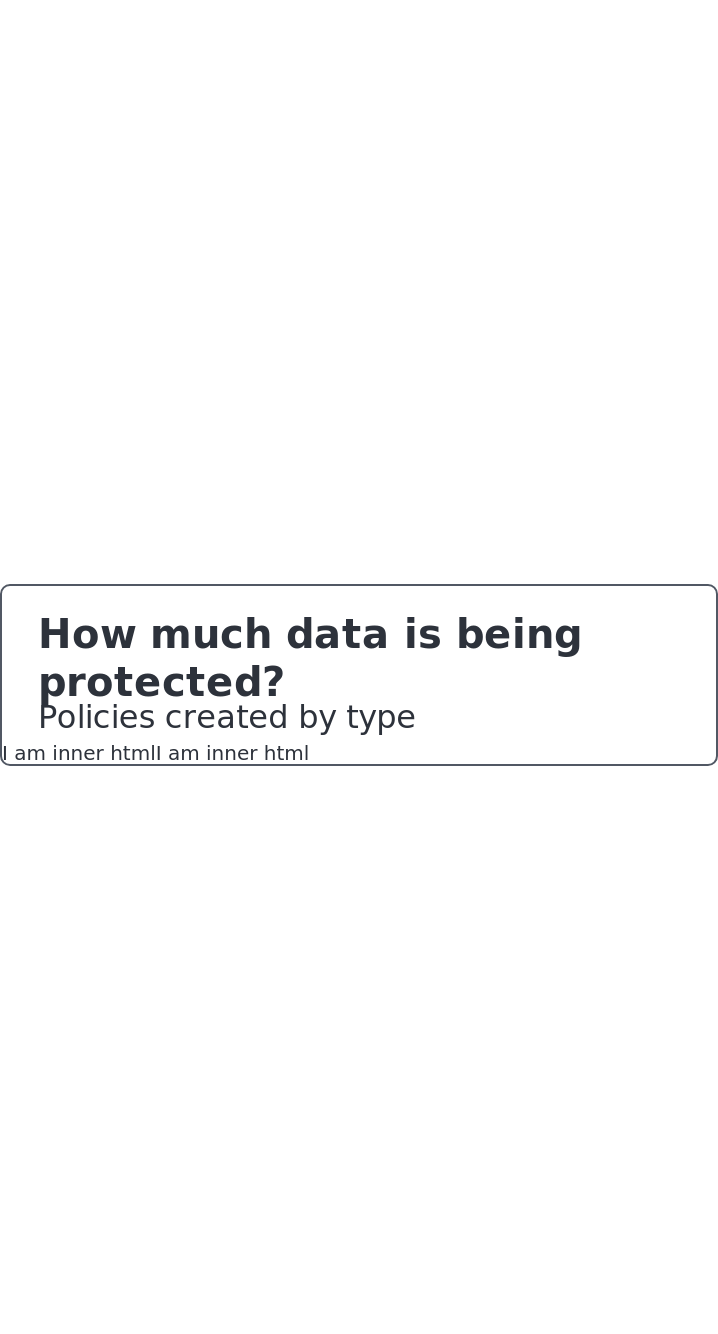 How much data is being
protected?
Policies created by type
I am inner htmlI am inner html